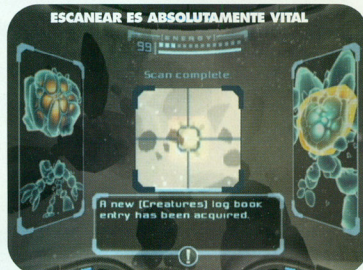 ESCANEAR ES ABSOLUTAMENTE VITAL
ENERGY
99
Scan complete
A new [Creatures] log book
entry has been acquired.
!